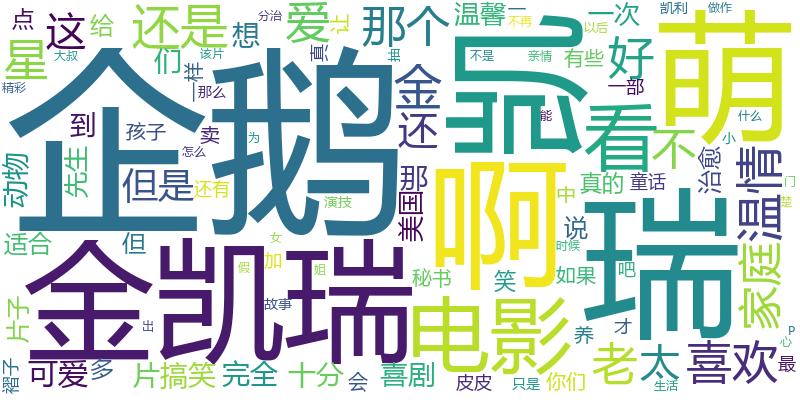 点
这
给
还是
爱
分治
让
那个
温馨
一
不再
一次
以后
凯利
做作
星
们
想
真
抽
凯
不是
亲情
有些
好
萌
精彩
大叔
该片
一样
那么
企鹅
金
还
看
一部
不
什么
到
孩子
卖
为
能
小
动物
先生
怎么
但是
还有
演技
美国
那
啊
中
真的
童话
治愈
温情
门
楚
适合
但
女
加
假
姐
金凯瑞
说
时候
瑞
家庭
片子
故事
秘书
笑
如果
吧
出
电影
养
才
P
心
褶子
可爱
多
片搞笑
完全
十分
会
喜剧
皮皮
只是
你们
老
太
生活
喜欢
最